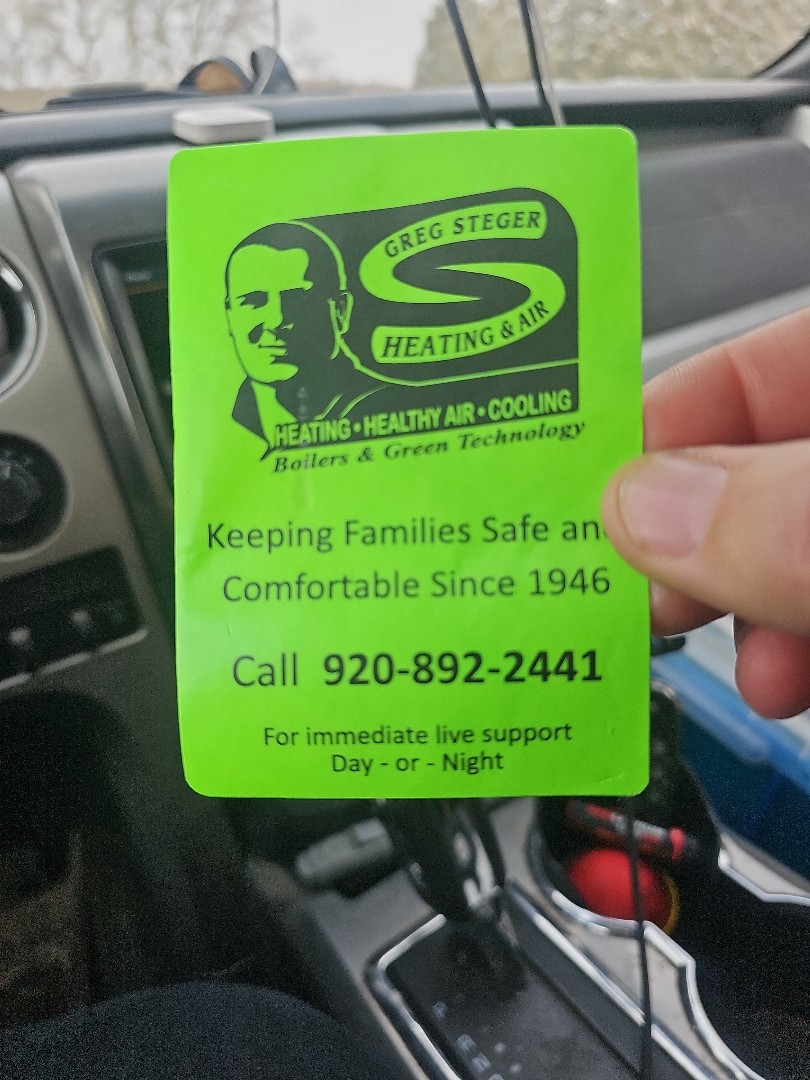 GREG STEGER
HEATING & AIR
HEATING • HEALTHY AIR • COOLING
Boilers & Green Technology
Keeping Families Safe an
Comfortable Since 1946
Call 920-892-2441
For immediate live support
Day - or - Night